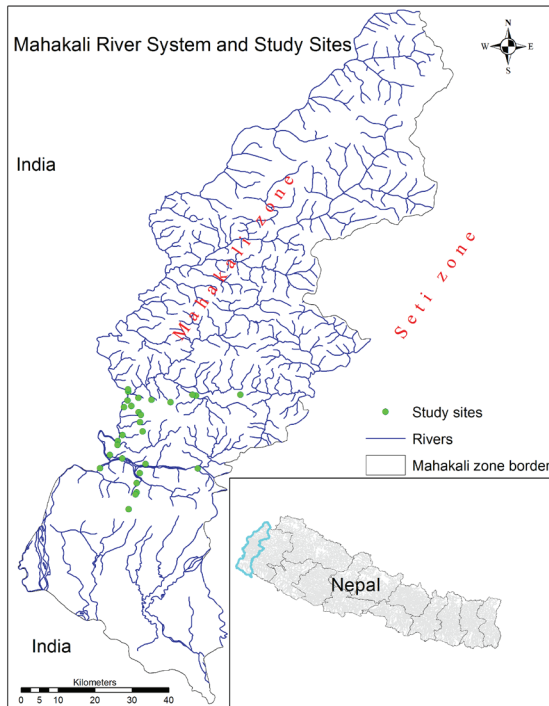 Mahakali River System and Study Sites
N
W E
S
India
Mahakali zone
Seti zone
Study sites
Rivers
Mahakali zone border
Nepal
India
Kilometers
0 5 10 20 30 40